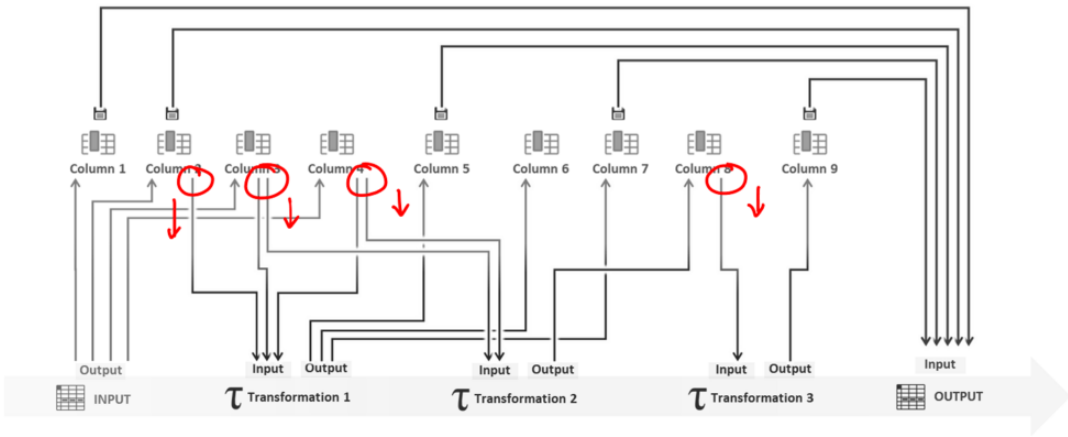 Column 1 Column 2 Column 3 Column 4 Column 5 Column 6 Column 7 Column 8 Column 9
Output Input Output Input Output Input Output Input
INPUT τ Transformation 1 τ Transformation 2 τ Transformation 3 OUTPUT